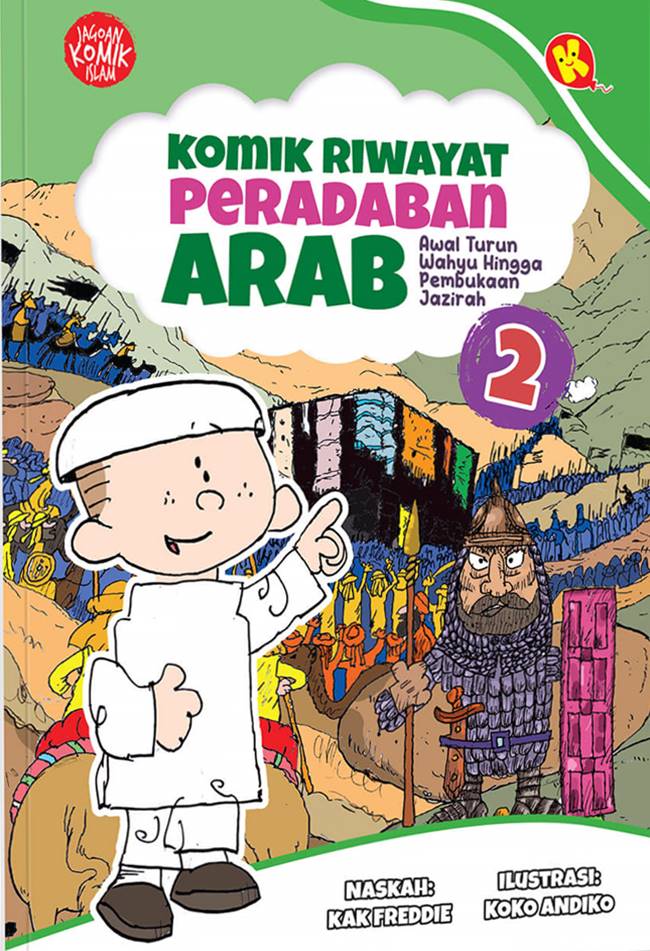 JAGOAN
KOMIK
ISLAM
K
KOMIK RIWAYAT
PERADABAN
ARAB
Awal Turun
Wahyu Hingga
Pembukaan
Jazirah
2
NASKAH:
KAK FREDDIE
ILUSTRASI:
KOKO ANDIKO